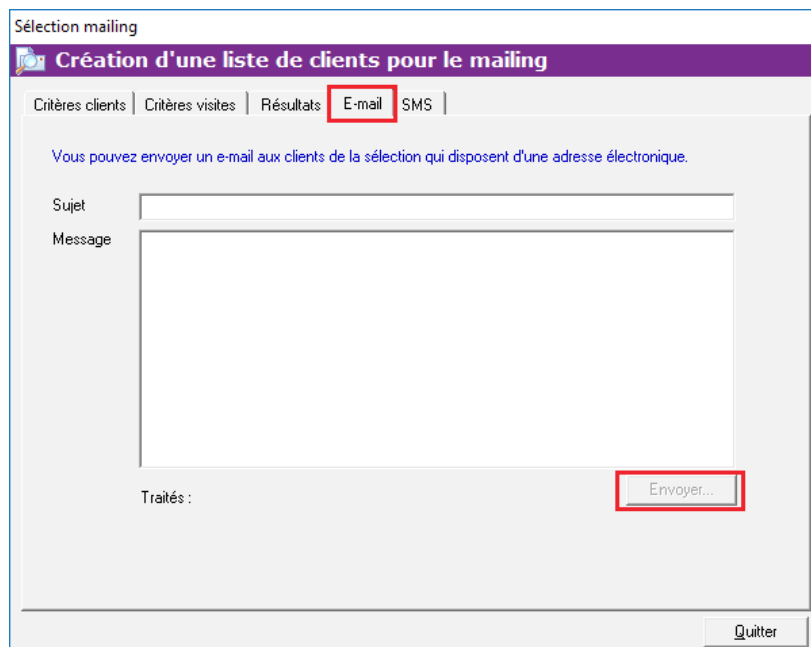 Sélection mailing
Création d'une liste de clients pour le mailing
Critères clients Critères visites Résultats E-mail SMS
Vous pouvez envoyer un e-mail aux clients de la sélection qui disposent d'une adresse électronique.
Sujet
Message
Traités :
Envoyer...
Quitter